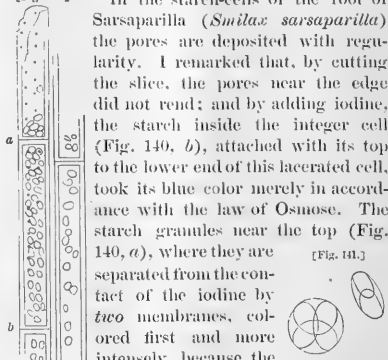 In the starch-cells of the root of
Sarsaparilla (Smilax sarsaparilla)
the pores are deposited with regu-
larity. I remarked that, by cutting
the slice, the pores near the edge
did not rend; and by adding iodine,
the starch inside the integer cell
(Fig. 140, b), attached with its top
to the lower end of this lacerated cell,
took its blue color merely in accord-
ance with the law of Osmose. The
starch granules near the top (Fig.
140, a), where they are
separated from the con-
tact of the iodine by
two membranes, col-
ored first and more
intensely, because the
[Fig. 141.]
a
b